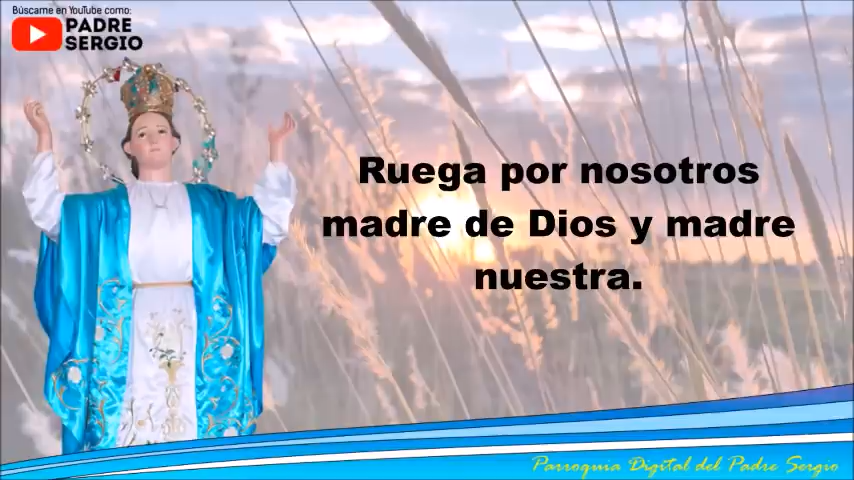 Búscame en YouTube como:
PADRE
SERGIO
Ruega por nosotros
madre de Dios y madre
nuestra.
Parroquia Digital del Padre Sergio